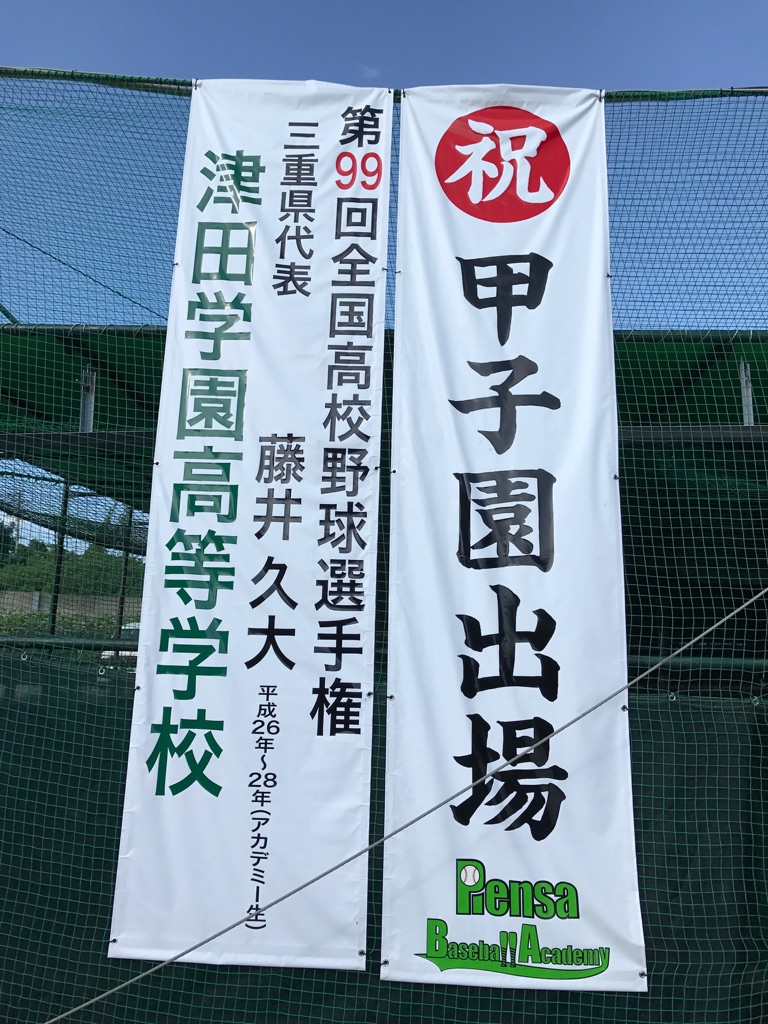 祝
甲子園出場
Piensa
Baseball Academy
第99回全国高校野球選手権
三重県代表
藤井久大
平成26年〜28年(アカデミー生)
津田学園高等学校